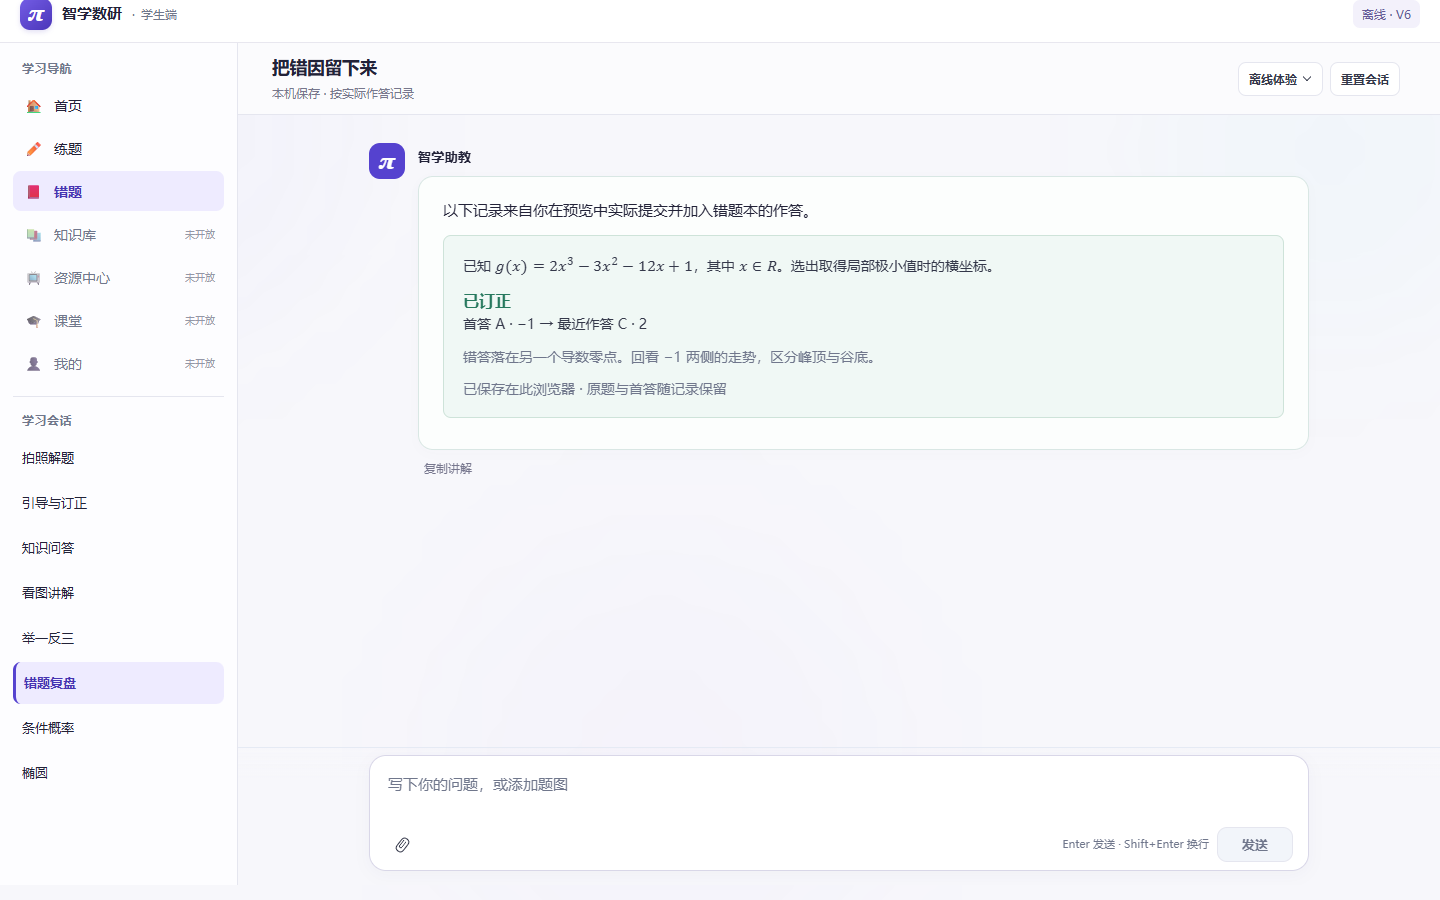 π 智学数研 · 学生端
离线 · V6
学习导航
首页
练题
错题
知识库 未开放
资源中心 未开放
课堂 未开放
我的 未开放
学习会话
拍照解题
引导与订正
知识问答
看图讲解
举一反三
错题复盘
条件概率
椭圆
把错因留下来
本机保存 · 按实际作答记录
离线体验
重置会话
π 智学助教
以下记录来自你在预览中实际提交并加入错题本的作答。
已知 g(x) = 2x³ − 3x² − 12x + 1，其中 x ∈ R。选出取得局部极小值时的横坐标。
已订正
首答 A · −1 → 最近作答 C · 2
错答落在另一个导数零点。回看 −1 两侧的走势，区分峰顶与谷底。
已保存在此浏览器 · 原题与首答随记录保留
复制讲解
写下你的问题，或添加题图
Enter 发送 · Shift+Enter 换行
发送